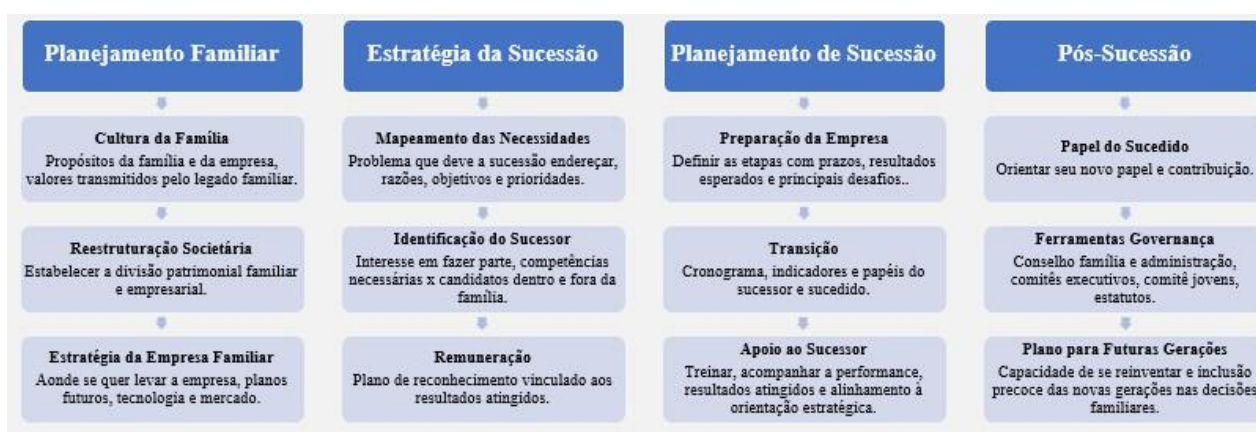 Planejamento Familiar
Cultura da Família
Propósitos da família e da empresa,
valores transmitidos pelo legado familiar.
Reestruturação Societária
Estabelecer a divisão patrimonial familiar
e empresarial.
Estratégia da Empresa Familiar
Aonde se quer levar a empresa, planos
futuros, tecnologia e mercado.
Estratégia da Sucessão
Mapeamento das Necessidades
Problema que deve a sucessão endereçar,
razões, objetivos e prioridades.
Identificação do Sucessor
Interesse em fazer parte, competências
necessárias x candidatos dentro e fora da
família.
Remuneração
Plano de reconhecimento vinculado aos
resultados atingidos.
Planejamento de Sucessão
Preparação da Empresa
Definir as etapas com prazos, resultados
esperados e principais desafios..
Transição
Cronograma, indicadores e papéis do
sucessor e sucedido.
Apoio ao Sucessor
Treinar, acompanhar a performance,
resultados atingidos e alinhamento à
orientação estratégica.
Pós-Sucessão
Papel do Sucedido
Orientar seu novo papel e contribuição.
Ferramentas Governança
Conselho família e administração,
comitês executivos, comitê jovens,
estatutos.
Plano para Futuras Gerações
Capacidade de se reinventar e inclusão
precoce das novas gerações nas decisões
familiares.